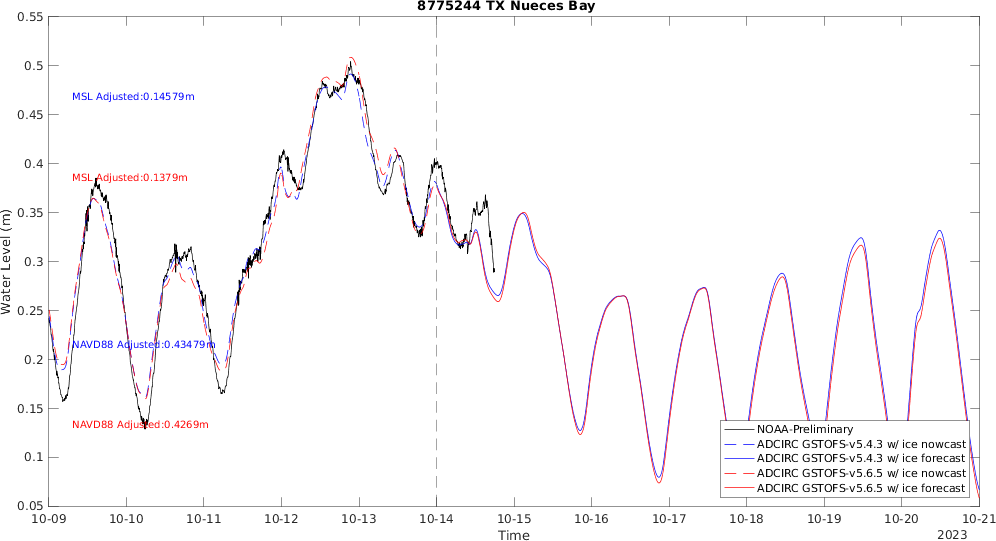 8775244 TX Nueces Bay
0.55
0.5
0.45
0.4
0.35
0.3
0.25
0.2
0.15
0.1
0.05
Water Level (m)
MSL Adjusted:0.14579m
MSL Adjusted:0.1379m
NAVD88 Adjusted:0.43479m
NAVD88 Adjusted:0.4269m
NOAA-Preliminary
ADCIRC GSTOFS-v5.4.3 w/ ice nowcast
ADCIRC GSTOFS-v5.4.3 w/ ice forecast
ADCIRC GSTOFS-v5.6.5 w/ ice nowcast
ADCIRC GSTOFS-v5.6.5 w/ ice forecast
10-09 10-10 10-11 10-12 10-13 10-14 10-15 10-16 10-17 10-18 10-19 10-20 10-21
Time
2023